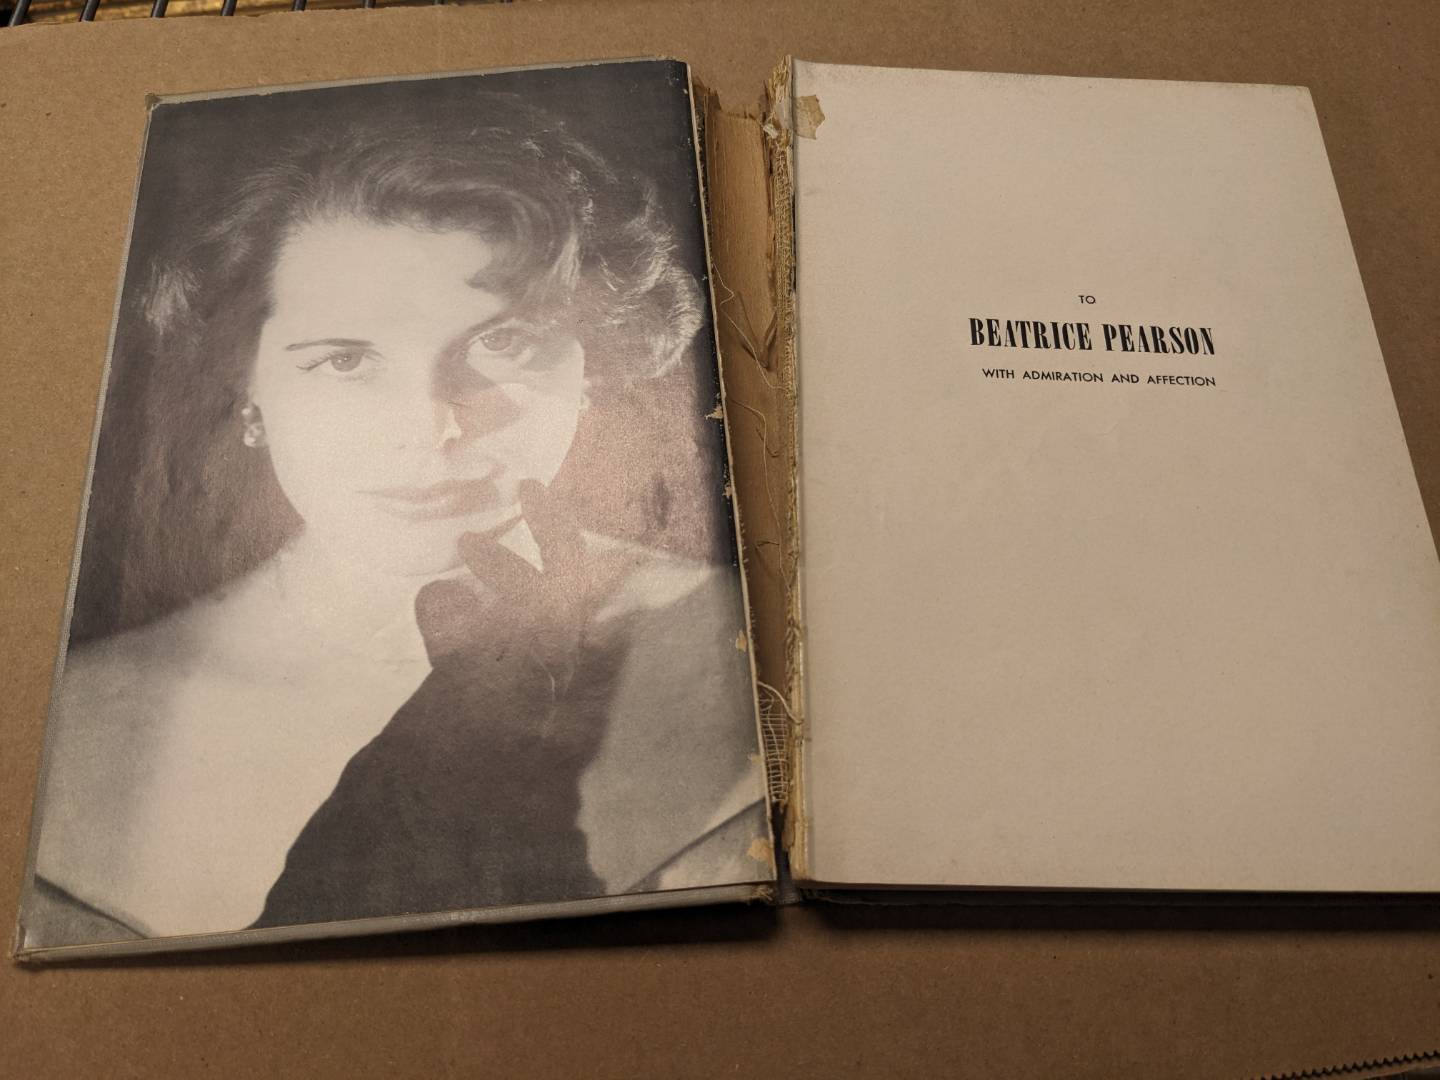 TO
BEATRICE PEARSON
WITH ADMIRATION AND AFFECTION